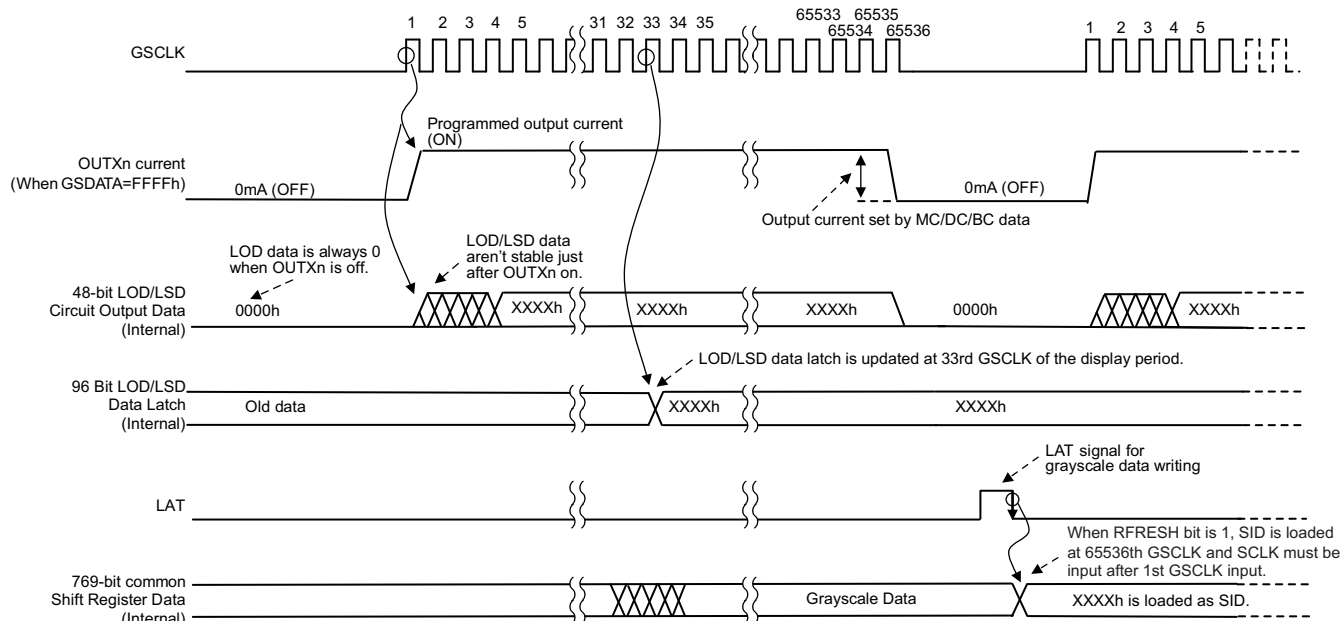 1 2 3 4 5 31 32 33 34 35 65533 65535 1 2 3 4 5
65534 65536
GSCLK
Programmed output current
(ON)
OUTXn current
(When GSDATA=FFFFh)
0mA (OFF)
0mA (OFF)
Output current set by MC/DC/BC data
LOD data is always 0
when OUTXn is off.
LOD/LSD data
aren't stable just
after OUTXn on.
48-bit LOD/LSD
Circuit Output Data
(Internal)
0000h XXXXh XXXXh XXXXh 0000h XXXXh
LOD/LSD data latch is updated at 33rd GSCLK of the display period.
96 Bit LOD/LSD
Data Latch
(Internal)
Old data XXXXh XXXXh
LAT signal for
grayscale data writing
LAT
When RFRESH bit is 1, SID is loaded
at 65536th GSCLK and SCLK must be
input after 1st GSCLK input.
769-bit common
Shift Register Data
(Internal)
Grayscale Data XXXXh is loaded as SID.